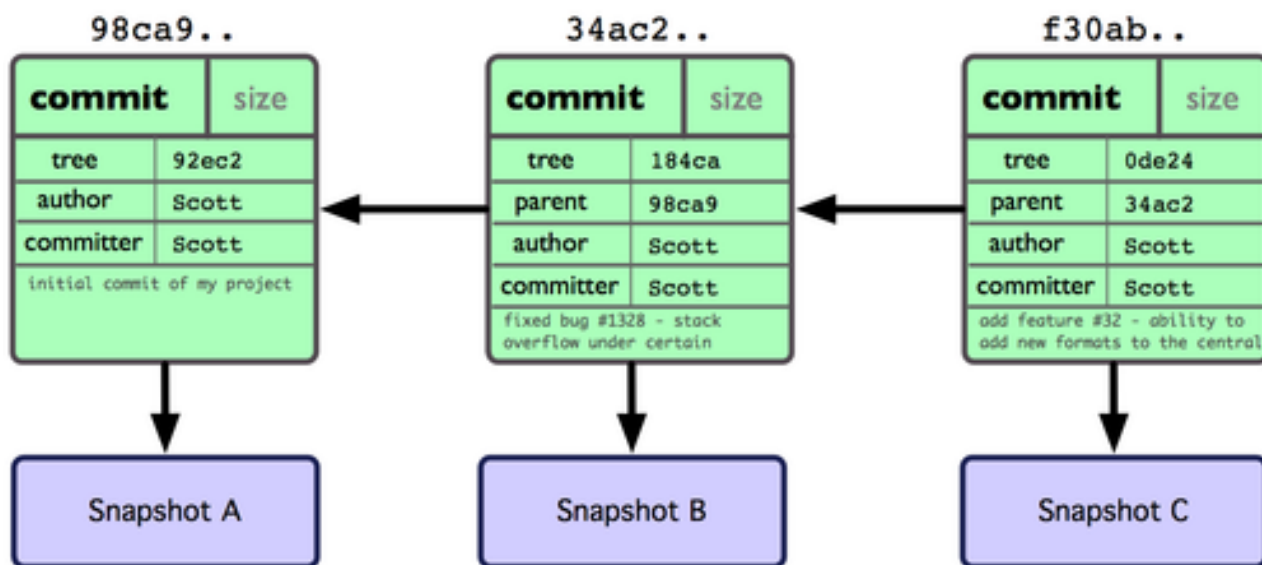 98ca9..
commit size
tree 92ec2
author Scott
committer Scott
initial commit of my project
Snapshot A
34ac2..
commit size
tree 184ca
parent 98ca9
author Scott
committer Scott
fixed bug #1328 - stack
overflow under certain
Snapshot B
f30ab..
commit size
tree 0de24
parent 34ac2
author Scott
committer Scott
add feature #32 - ability to
add new formats to the central
Snapshot C